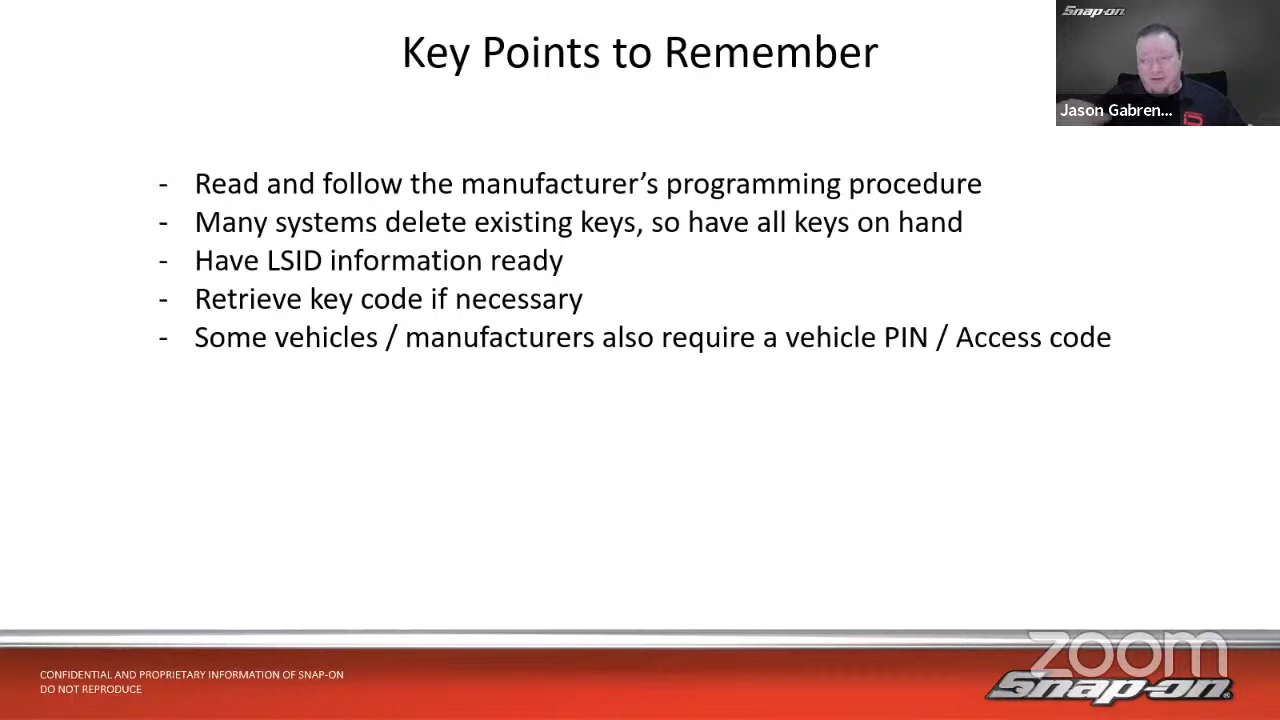 Key Points to Remember
Snap-on
Jason Gabren...
- Read and follow the manufacturer’s programming procedure
- Many systems delete existing keys, so have all keys on hand
- Have LSID information ready
- Retrieve key code if necessary
- Some vehicles / manufacturers also require a vehicle PIN / Access code
CONFIDENTIAL AND PROPRIETARY INFORMATION OF SNAP-ON
DO NOT REPRODUCE
zoom
Snap-on®